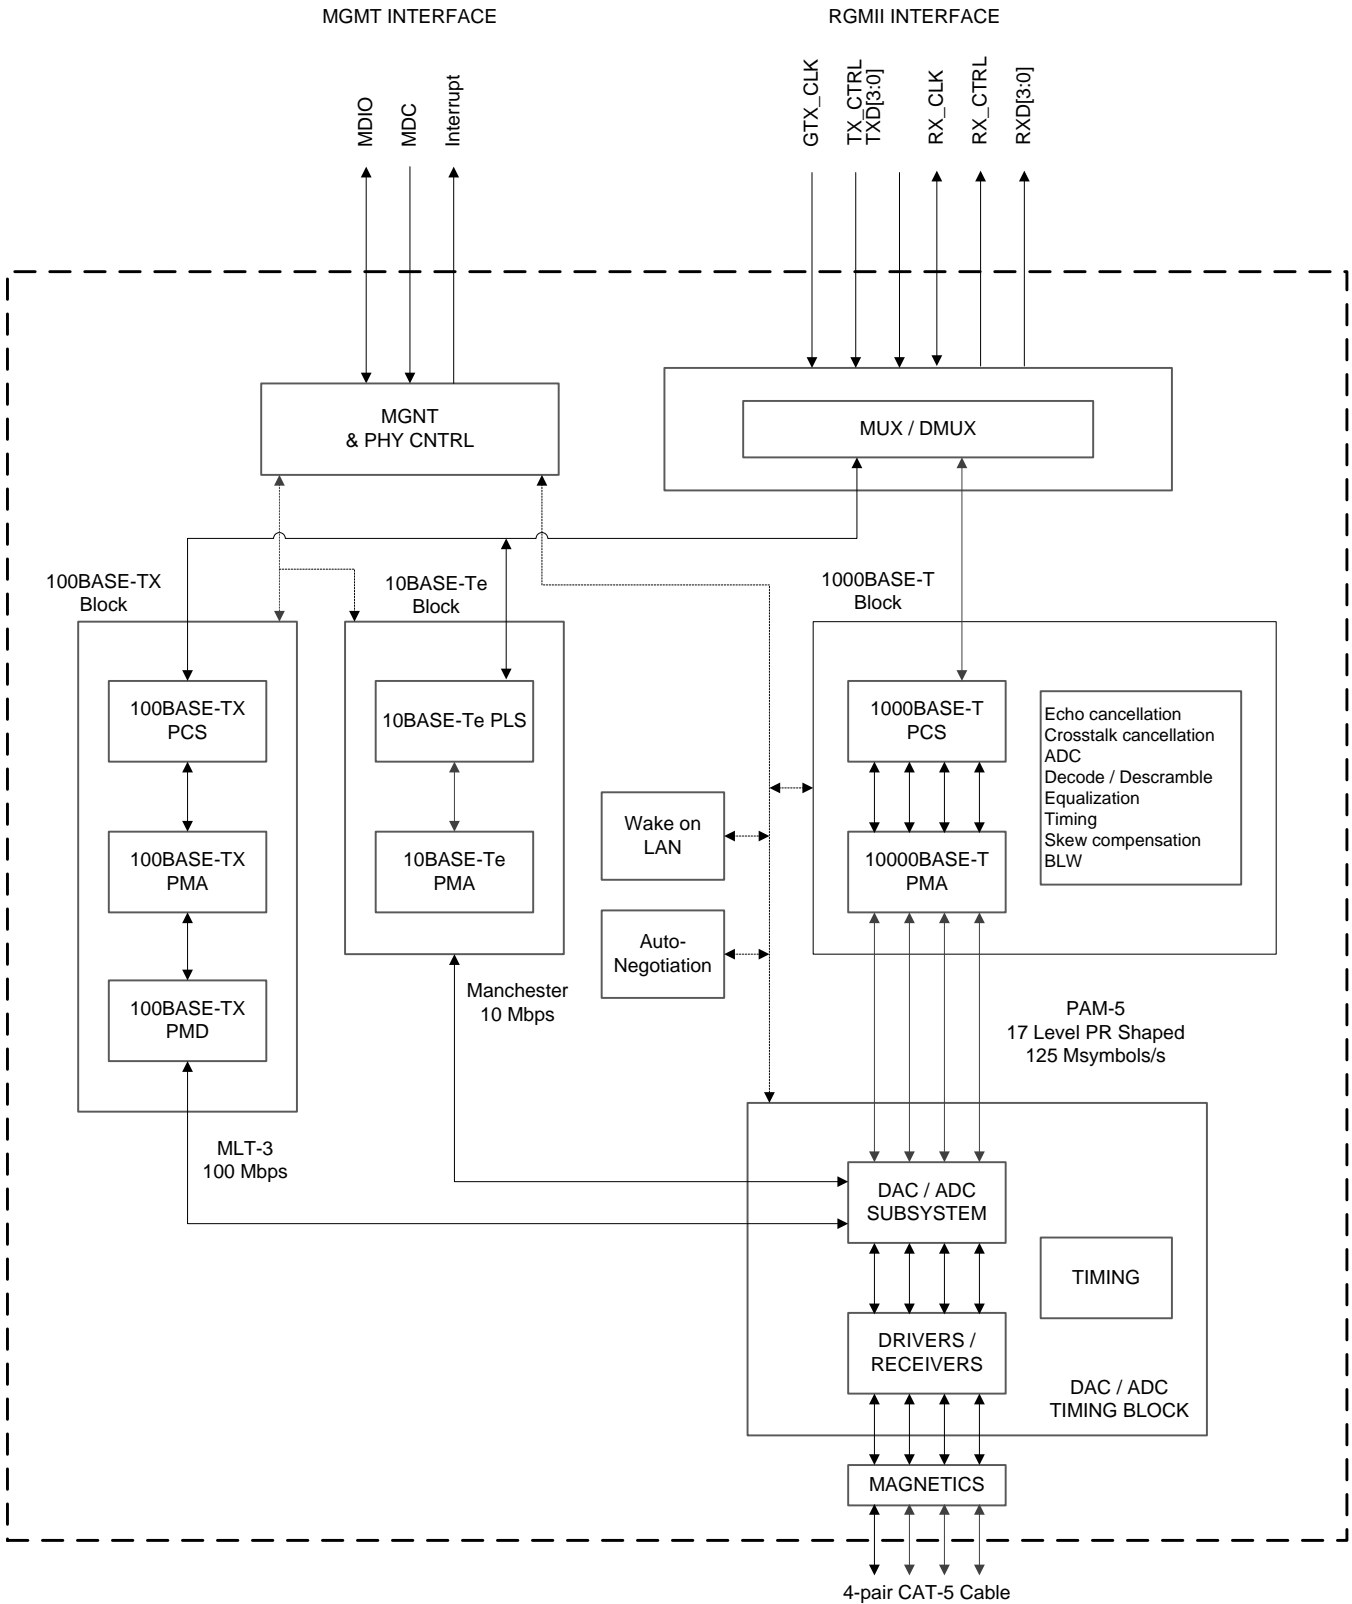 MGMT INTERFACE
RGMII INTERFACE
MDIO
MDC
Interrupt
GTX_CLK
TX_CTRL
TXD[3:0]
RX_CLK
RX_CTRL
RXD[3:0]
MGNT
& PHY CNTRL
MUX / DMUX
100BASE-TX
Block
10BASE-Te
Block
1000BASE-T
Block
100BASE-TX
PCS
10BASE-Te PLS
1000BASE-T
PCS
Echo cancellation
Crosstalk cancellation
ADC
Decode / Descramble
Equalization
Timing
Skew compensation
BLW
Wake on
LAN
100BASE-TX
PMA
10BASE-Te
PMA
10000BASE-T
PMA
Auto-
Negotiation
100BASE-TX
PMD
Manchester
10 Mbps
PAM-5
17 Level PR Shaped
125 Msymbols/s
MLT-3
100 Mbps
DAC / ADC
SUBSYSTEM
TIMING
DRIVERS /
RECEIVERS
DAC / ADC
TIMING BLOCK
MAGNETICS
4-pair CAT-5 Cable